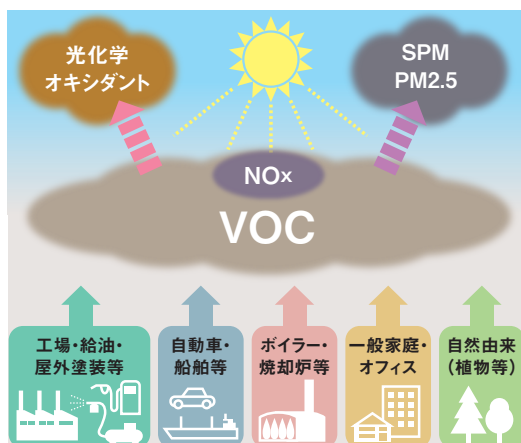 光化学
オキシダント
SPM
PM2.5
NOx
VOC
工場・給油・
屋外塗装等
自動車・
船舶等
ボイラー・
焼却炉等
一般家庭・
オフィス
自然由来
(植物等)